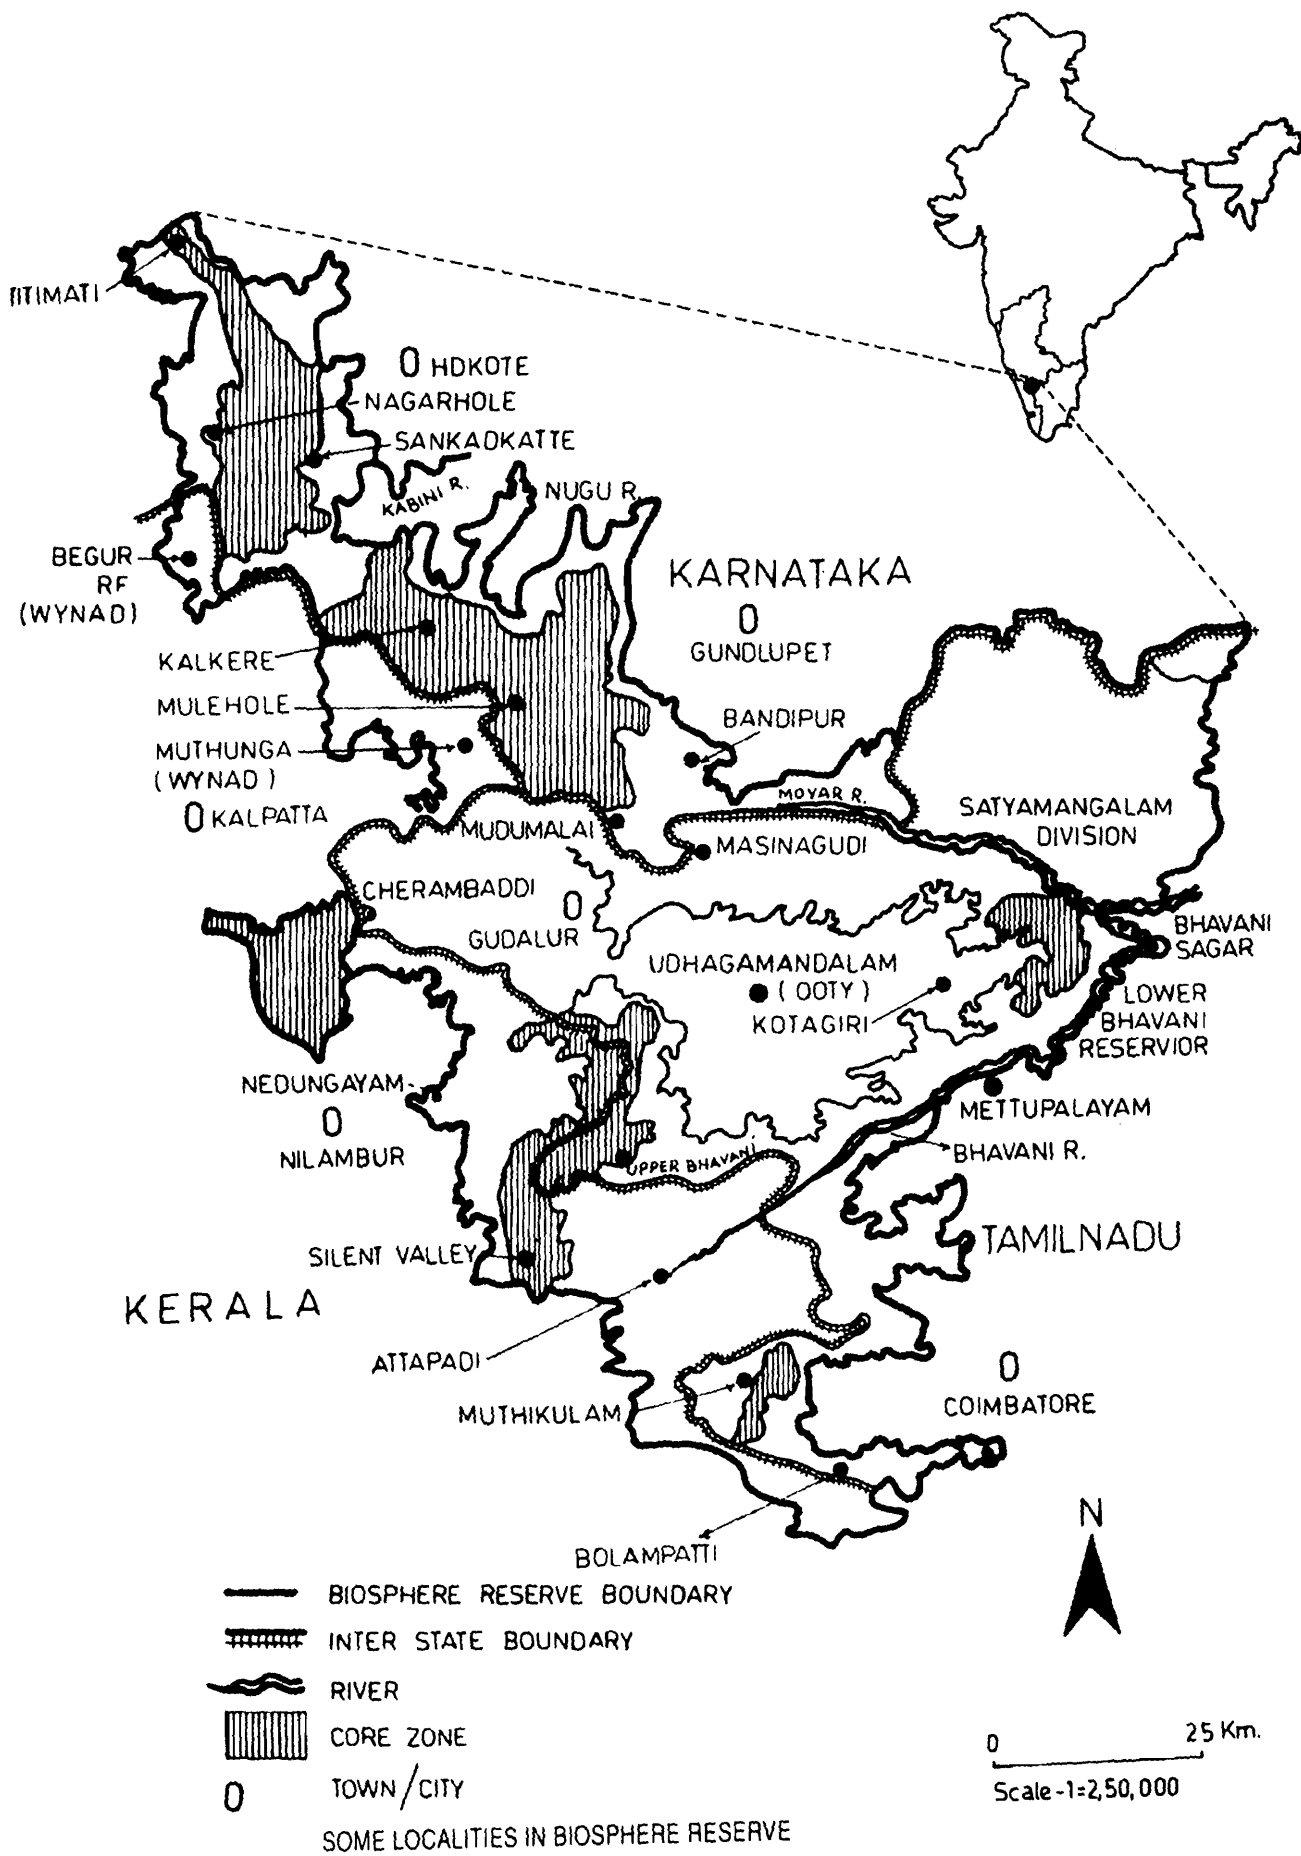 TITIMATI
HDKOTE
NAGARHOLE
SANKADKATTE
KABINI R.
NUGU R.
BEGUR
RF
(WYNAD)
KARNATAKA
GUNDLUPET
KALKERE
MULEHOLE
BANDIPUR
MUTHUNGA
(WYNAD)
KALPATTA
MOYAR R.
SATYAMANGALAM
DIVISION
MUDUMALAI
MASINAGUDI
CHERAMBADDI
GUDALUR
BHAVANI
SAGAR
UDHAGAMANDALAM
(OOTY)
KOTAGIRI
LOWER
BHAVANI
RESERVIOR
NEDUNGAYAM
METTUPALAYAM
NILAMBUR
UPPER BHAVANI
BHAVANI R.
SILENT VALLEY
TAMILNADU
KERALA
ATTAPADI
MUTHIKULAM
COIMBATORE
BOLAMPATTI
N
BIOSPHERE RESERVE BOUNDARY
INTER STATE BOUNDARY
RIVER
CORE ZONE
TOWN/CITY
SOME LOCALITIES IN BIOSPHERE RESERVE
0 25 Km.
Scale-1=2,50,000